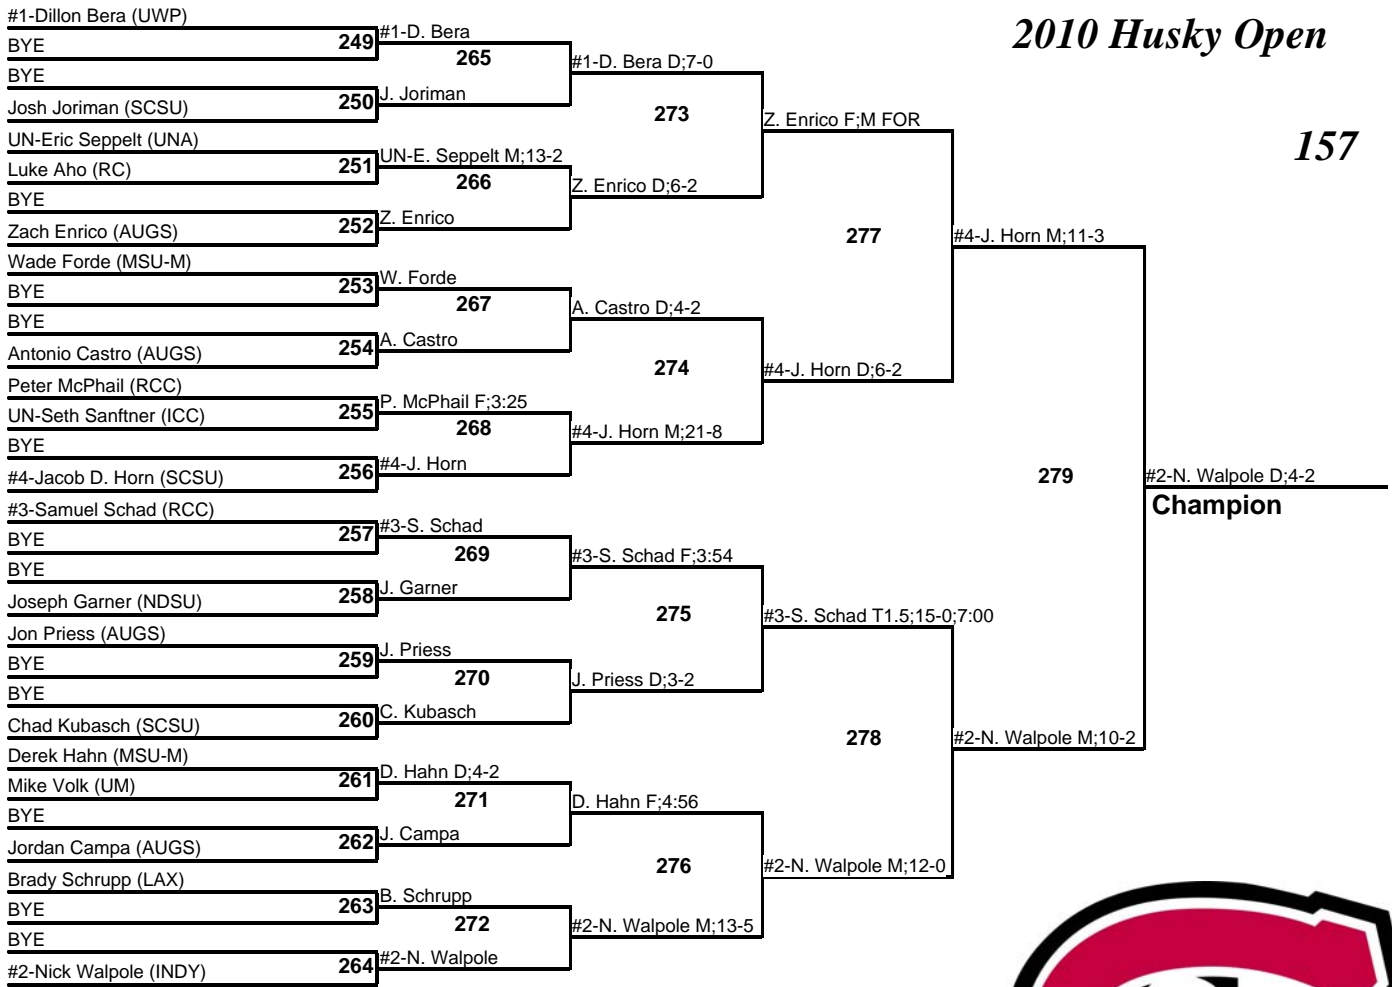 2010 Husky Open
157
#1-Dillon Bera (UWP)
BYE
249
BYE
Josh Joriman (SCSU)
250
UN-Eric Seppelt (UNA)
Luke Aho (RC)
251
BYE
Zach Enrico (AUGS)
252
Wade Forde (MSU-M)
BYE
253
BYE
Antonio Castro (AUGS)
254
Peter McPhail (RCC)
UN-Seth Sanftner (ICC)
255
BYE
#4-Jacob D. Horn (SCSU)
256
#3-Samuel Schad (RCC)
BYE
257
BYE
Joseph Garner (NDSU)
258
Jon Priess (AUGS)
BYE
259
BYE
Chad Kubasch (SCSU)
260
Derek Hahn (MSU-M)
Mike Volk (UM)
261
BYE
Jordan Campa (AUGS)
262
Brady Schrupp (LAX)
BYE
263
BYE
#2-Nick Walpole (INDY)
264
#1-D. Bera
265
J. Joriman
UN-E. Seppelt M;13-2
266
Z. Enrico
W. Forde
267
A. Castro
P. McPhail F;3:25
268
#4-J. Horn
#3-S. Schad
269
J. Garner
J. Priess
270
C. Kubasch
D. Hahn D;4-2
271
J. Campa
B. Schrupp
272
#2-N. Walpole
#1-D. Bera D;7-0
273
Z. Enrico D;6-2
A. Castro D;4-2
274
#4-J. Horn M;21-8
#3-S. Schad F;3:54
275
J. Priess D;3-2
D. Hahn F;4:56
276
#2-N. Walpole M;13-5
Z. Enrico F;M FOR
277
#4-J. Horn D;6-2
#3-S. Schad T1.5;15-0;7:00
278
#2-N. Walpole M;12-0
#4-J. Horn M;11-3
279
#2-N. Walpole M;10-2
#2-N. Walpole D;4-2
Champion